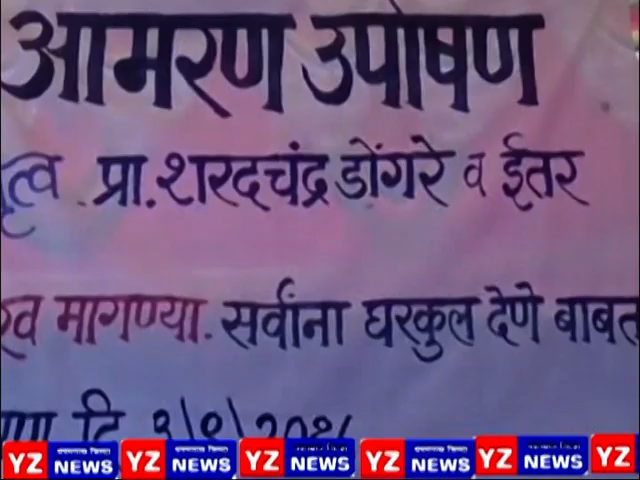 आमरण उपोषण
प्रा. शरदचंद्र डोंगरे व ईतर
मागण्या. सर्वांना घरकुल देणे बाबत
दि
YZ NEWS YZ NEWS YZ NEWS YZ NEWS YZ NEWS YZ